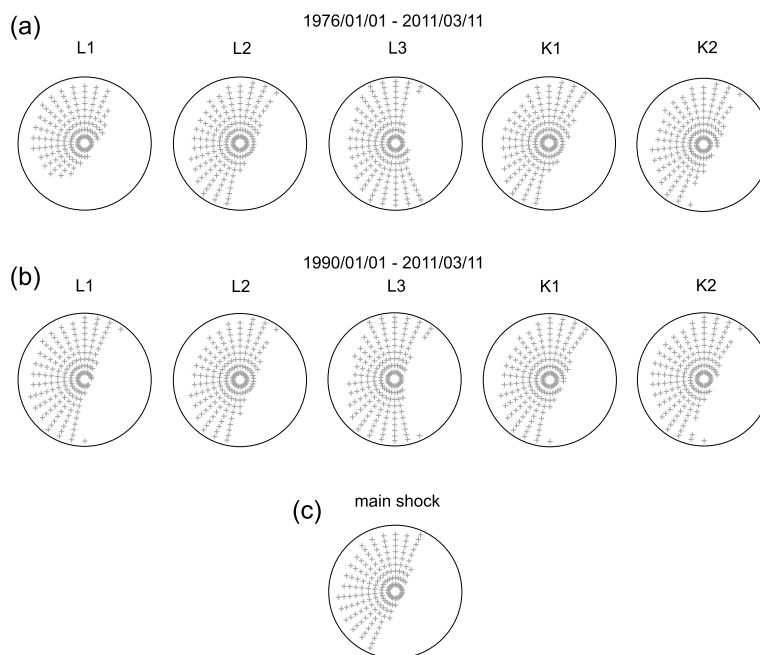 (a)
1976/01/01 - 2011/03/11
L1 L2 L3 K1 K2
(b)
1990/01/01 - 2011/03/11
L1 L2 L3 K1 K2
(c)
main shock